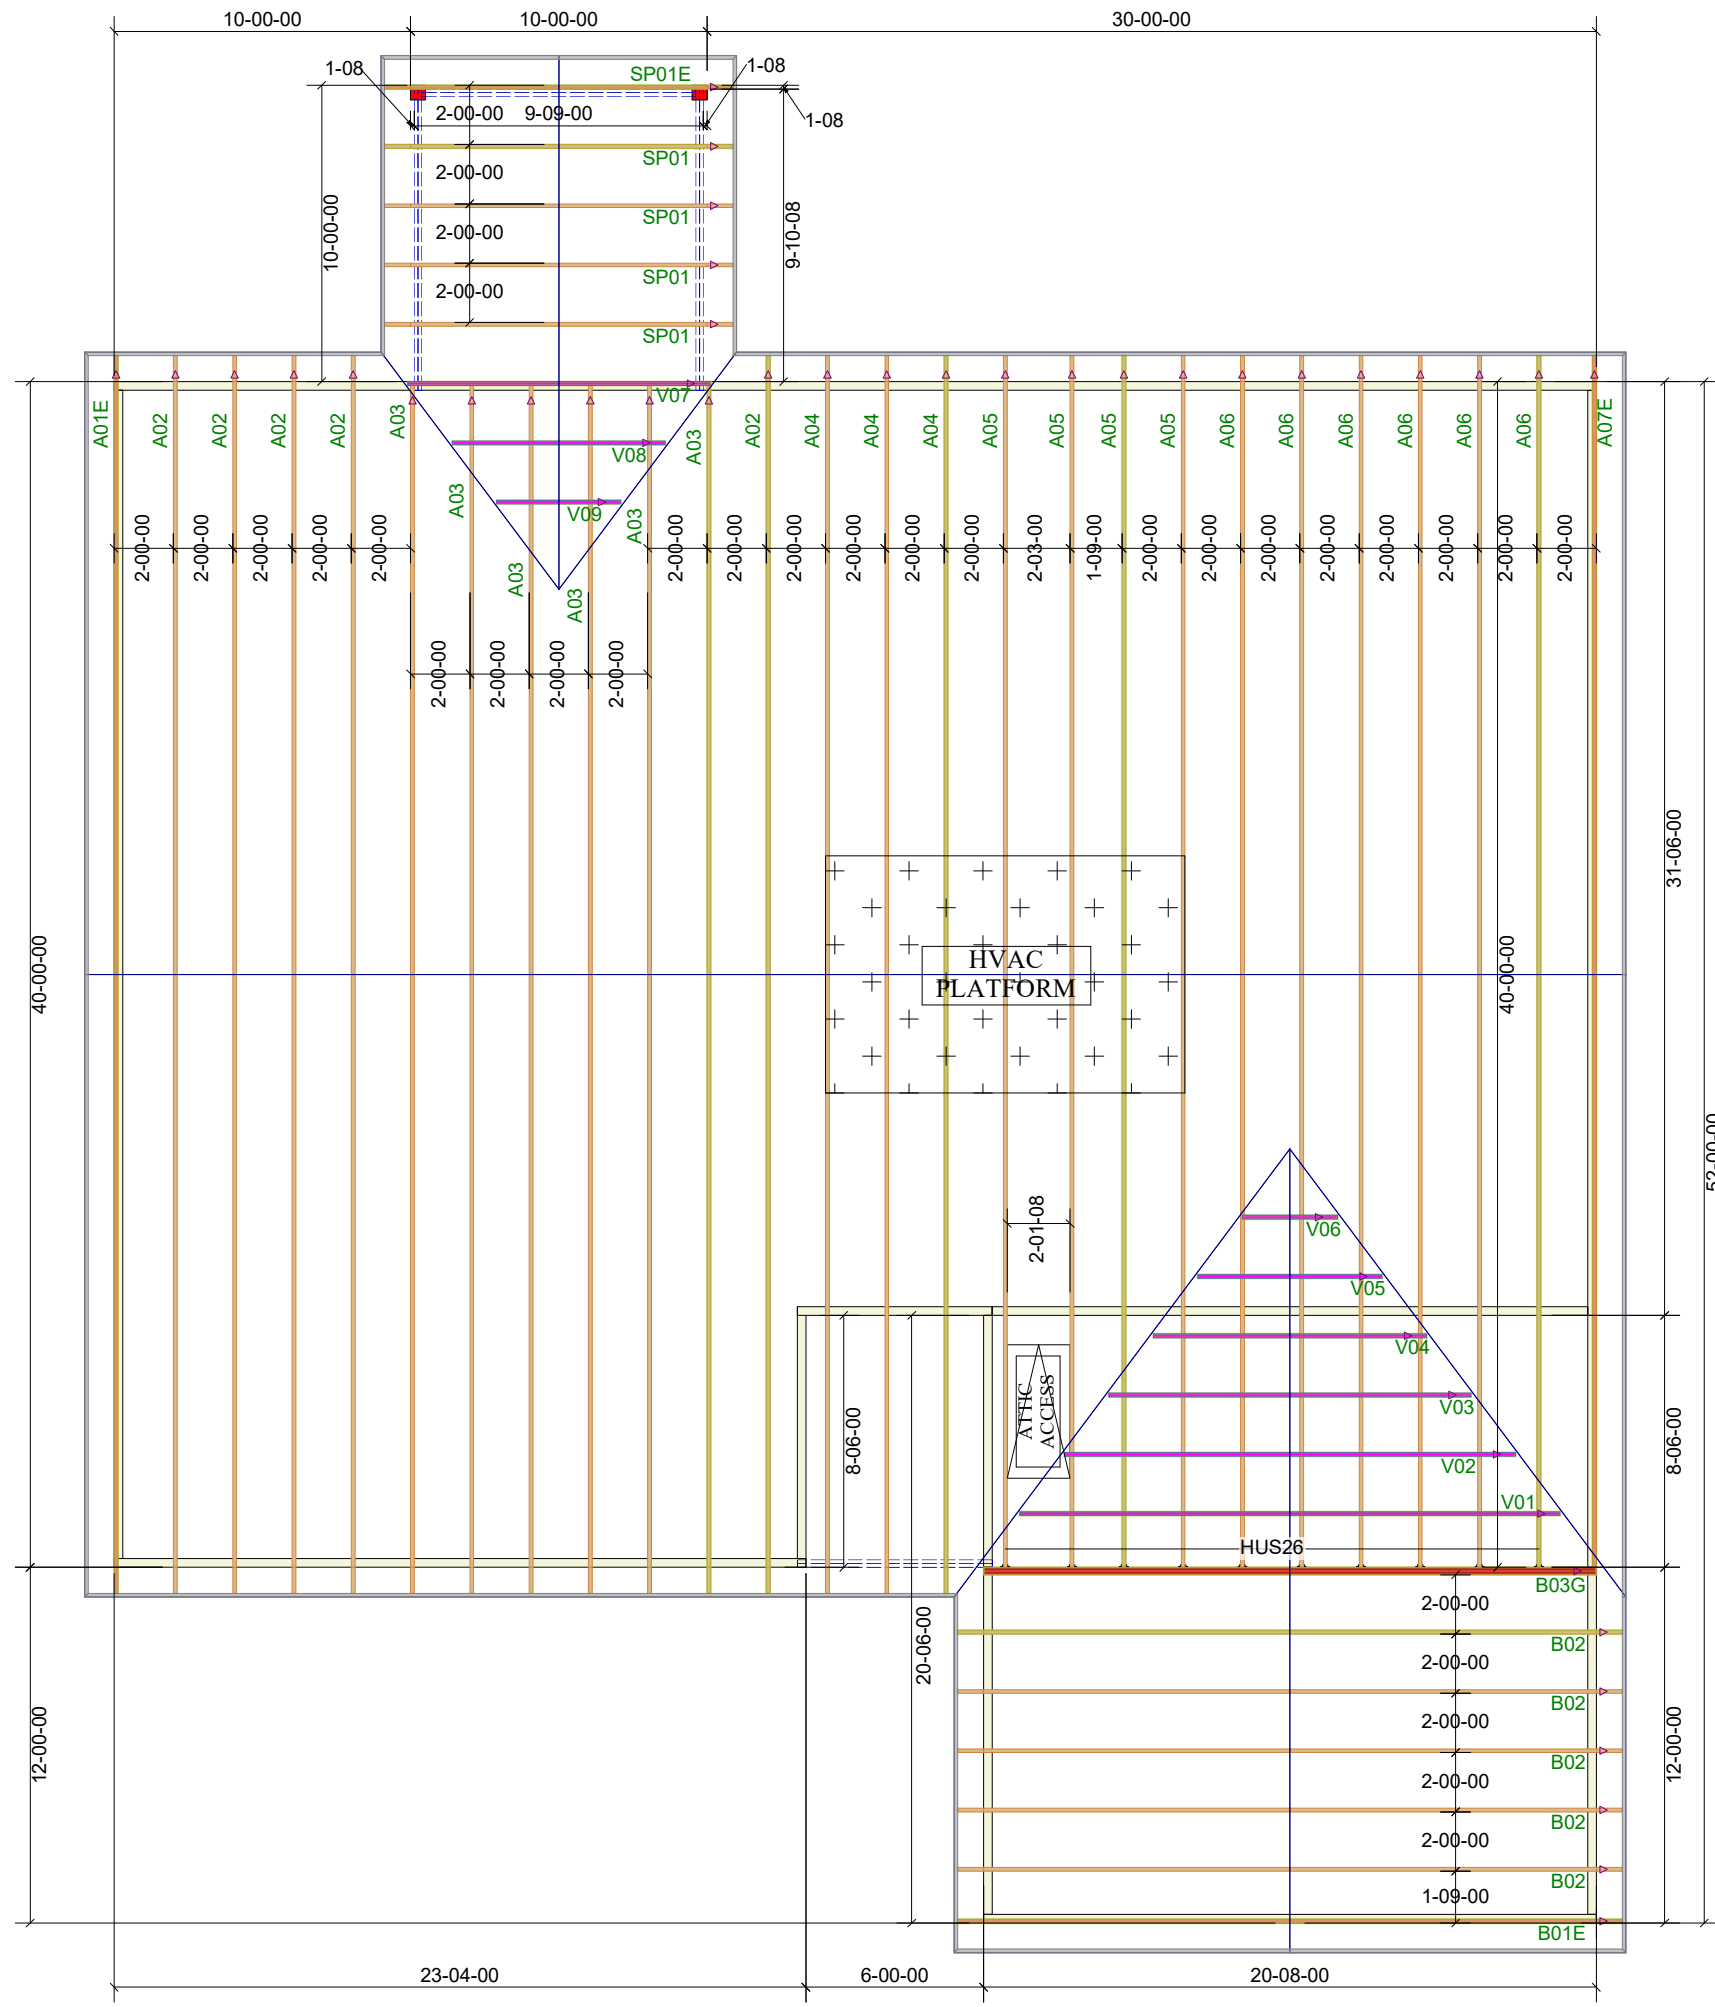 10-00-00 10-00-00 30-00-00
1-08 SP01E 1-08
2-00-00 9-09-00 1-08
SP01
2-00-00
10-00-00 SP01 9-10-08
2-00-00
SP01
2-00-00
SP01
V07
A01E A02 A02 A02 A02 A03 A03 A02 A04 A04 A04 A05 A05 A05 A05 A06 A06 A06 A06 A06 A06 A07E
V08
A03 A03
V09
2-00-00 2-00-00 2-00-00 2-00-00 2-00-00 2-00-00 2-00-00 2-00-00 2-00-00 2-00-00 2-03-00 1-09-00 2-00-00 2-00-00 2-00-00 2-00-00 2-00-00 2-00-00 2-00-00 2-00-00
A03 A03
2-00-00 2-00-00 2-00-00 2-00-00
31-06-00
40-00-00 40-00-00
HVAC
PLATFORM
52-00-00
2-01-08
V06
V05
V04
ATTIC
ACCESS
V03
8-06-00 8-06-00
V02
V01
HUS26
B03G
2-00-00
20-06-00
B02
2-00-00
B02
2-00-00
12-00-00 12-00-00
B02
2-00-00
B02
2-00-00
B02
1-09-00
B01E
23-04-00 6-00-00 20-08-00